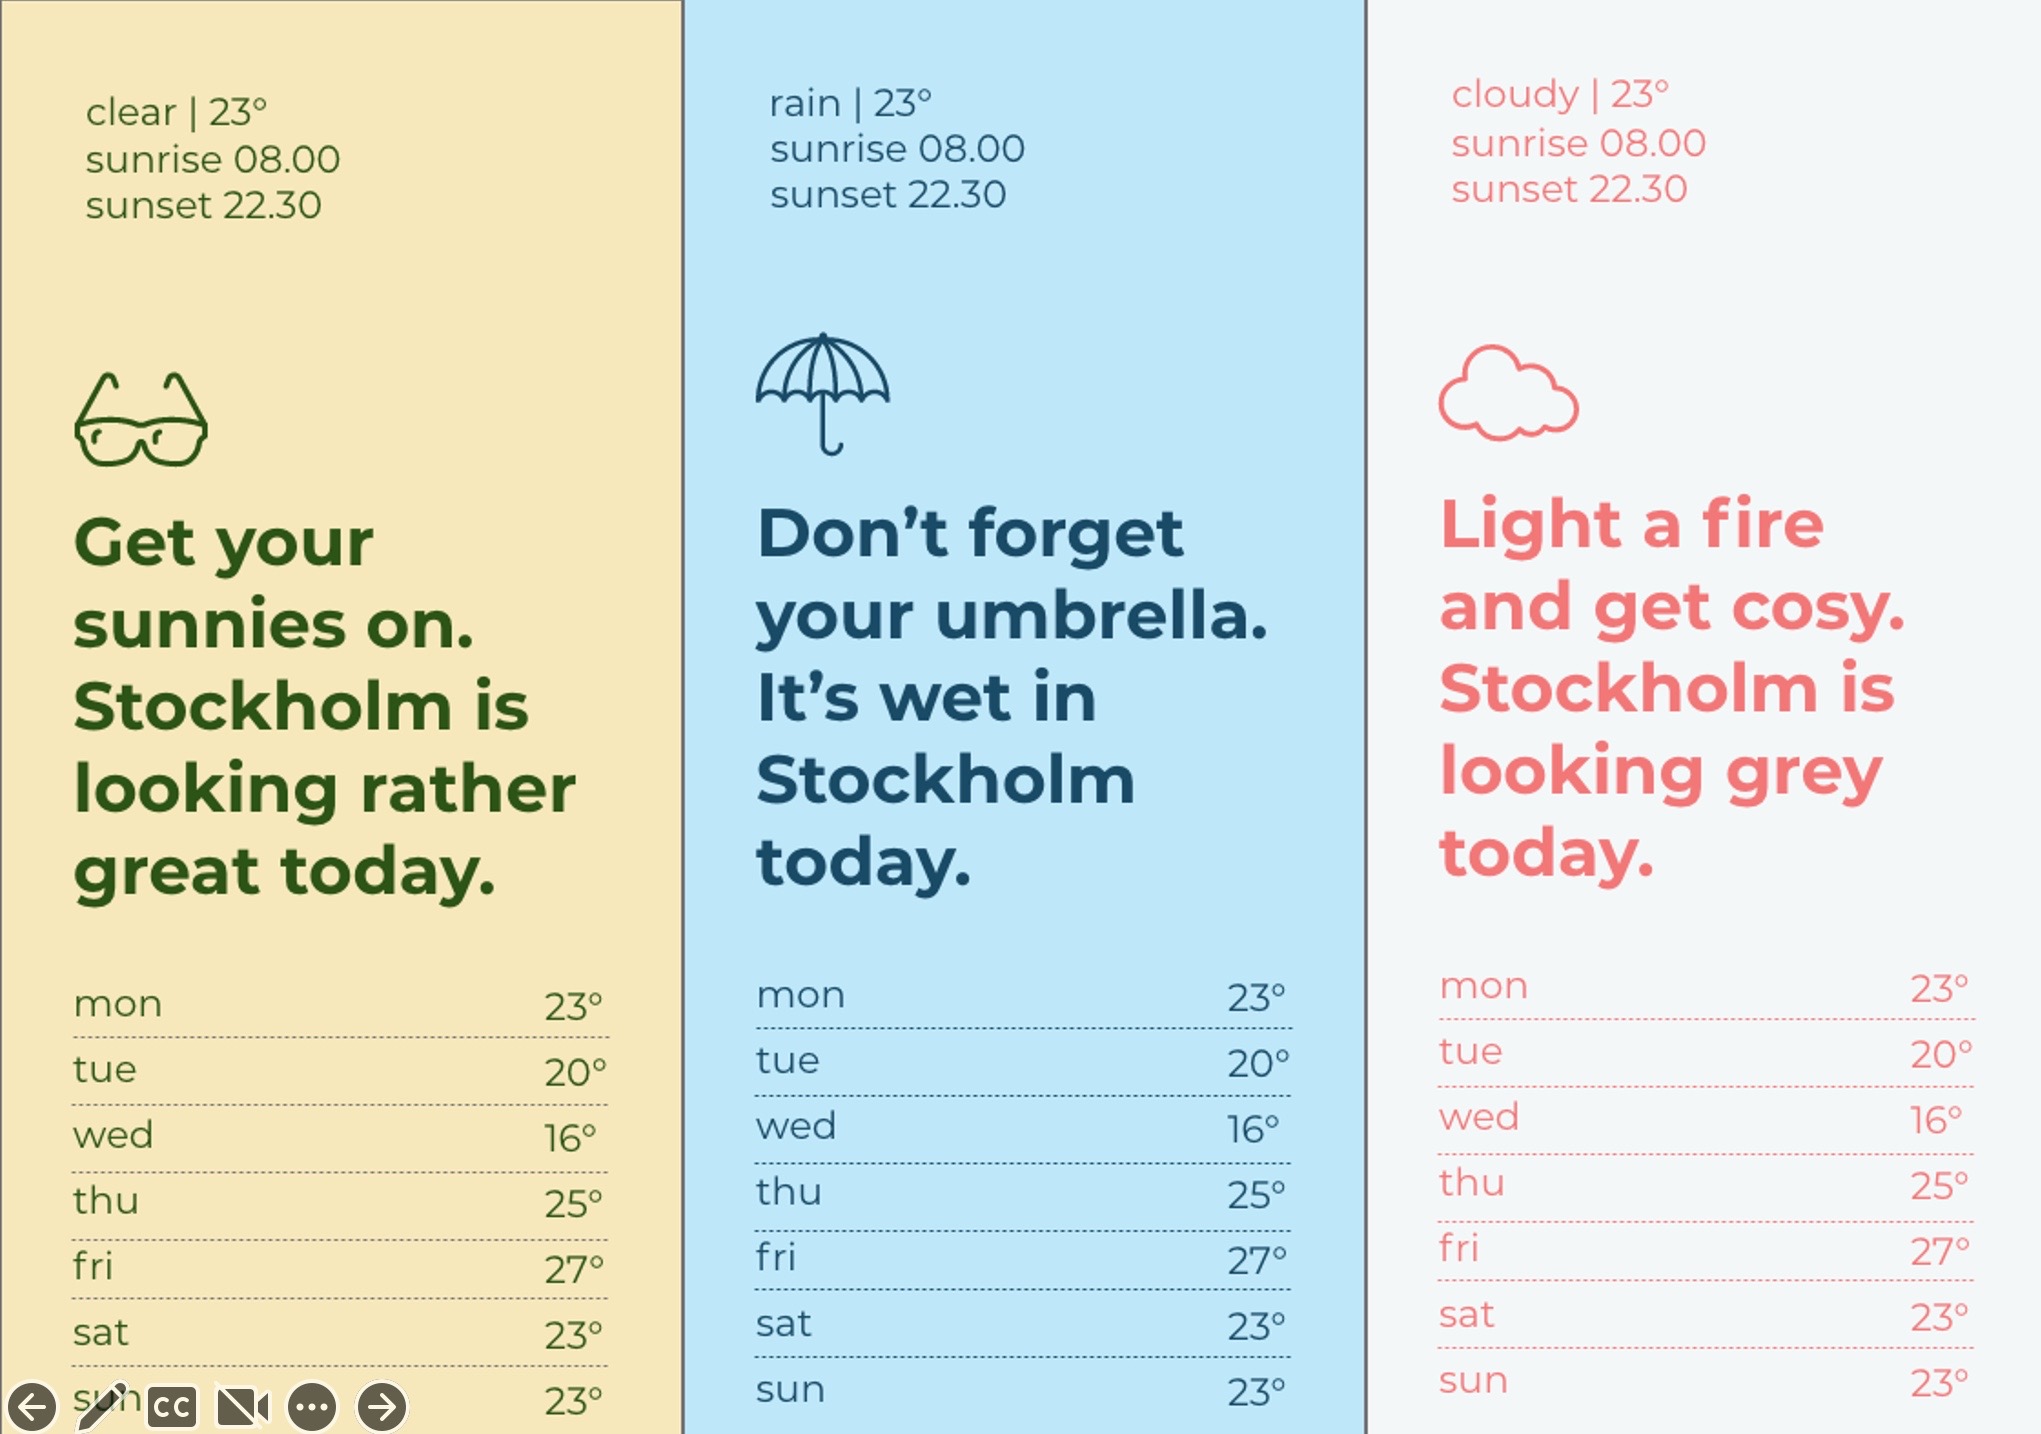 clear | 23°
sunrise 08.00
sunset 22.30
Get your
sunnies on.
Stockholm is
looking rather
great today.
mon 23°
tue 20°
wed 16°
thu 25°
fri 27°
sat 23°
sun 23°
CC
rain | 23°
sunrise 08.00
sunset 22.30
Don’t forget
your umbrella.
It’s wet in
Stockholm
today.
mon 23°
tue 20°
wed 16°
thu 25°
fri 27°
sat 23°
sun 23°
cloudy | 23°
sunrise 08.00
sunset 22.30
Light a fire
and get cosy.
Stockholm is
looking grey
today.
mon 23°
tue 20°
wed 16°
thu 25°
fri 27°
sat 23°
sun 23°